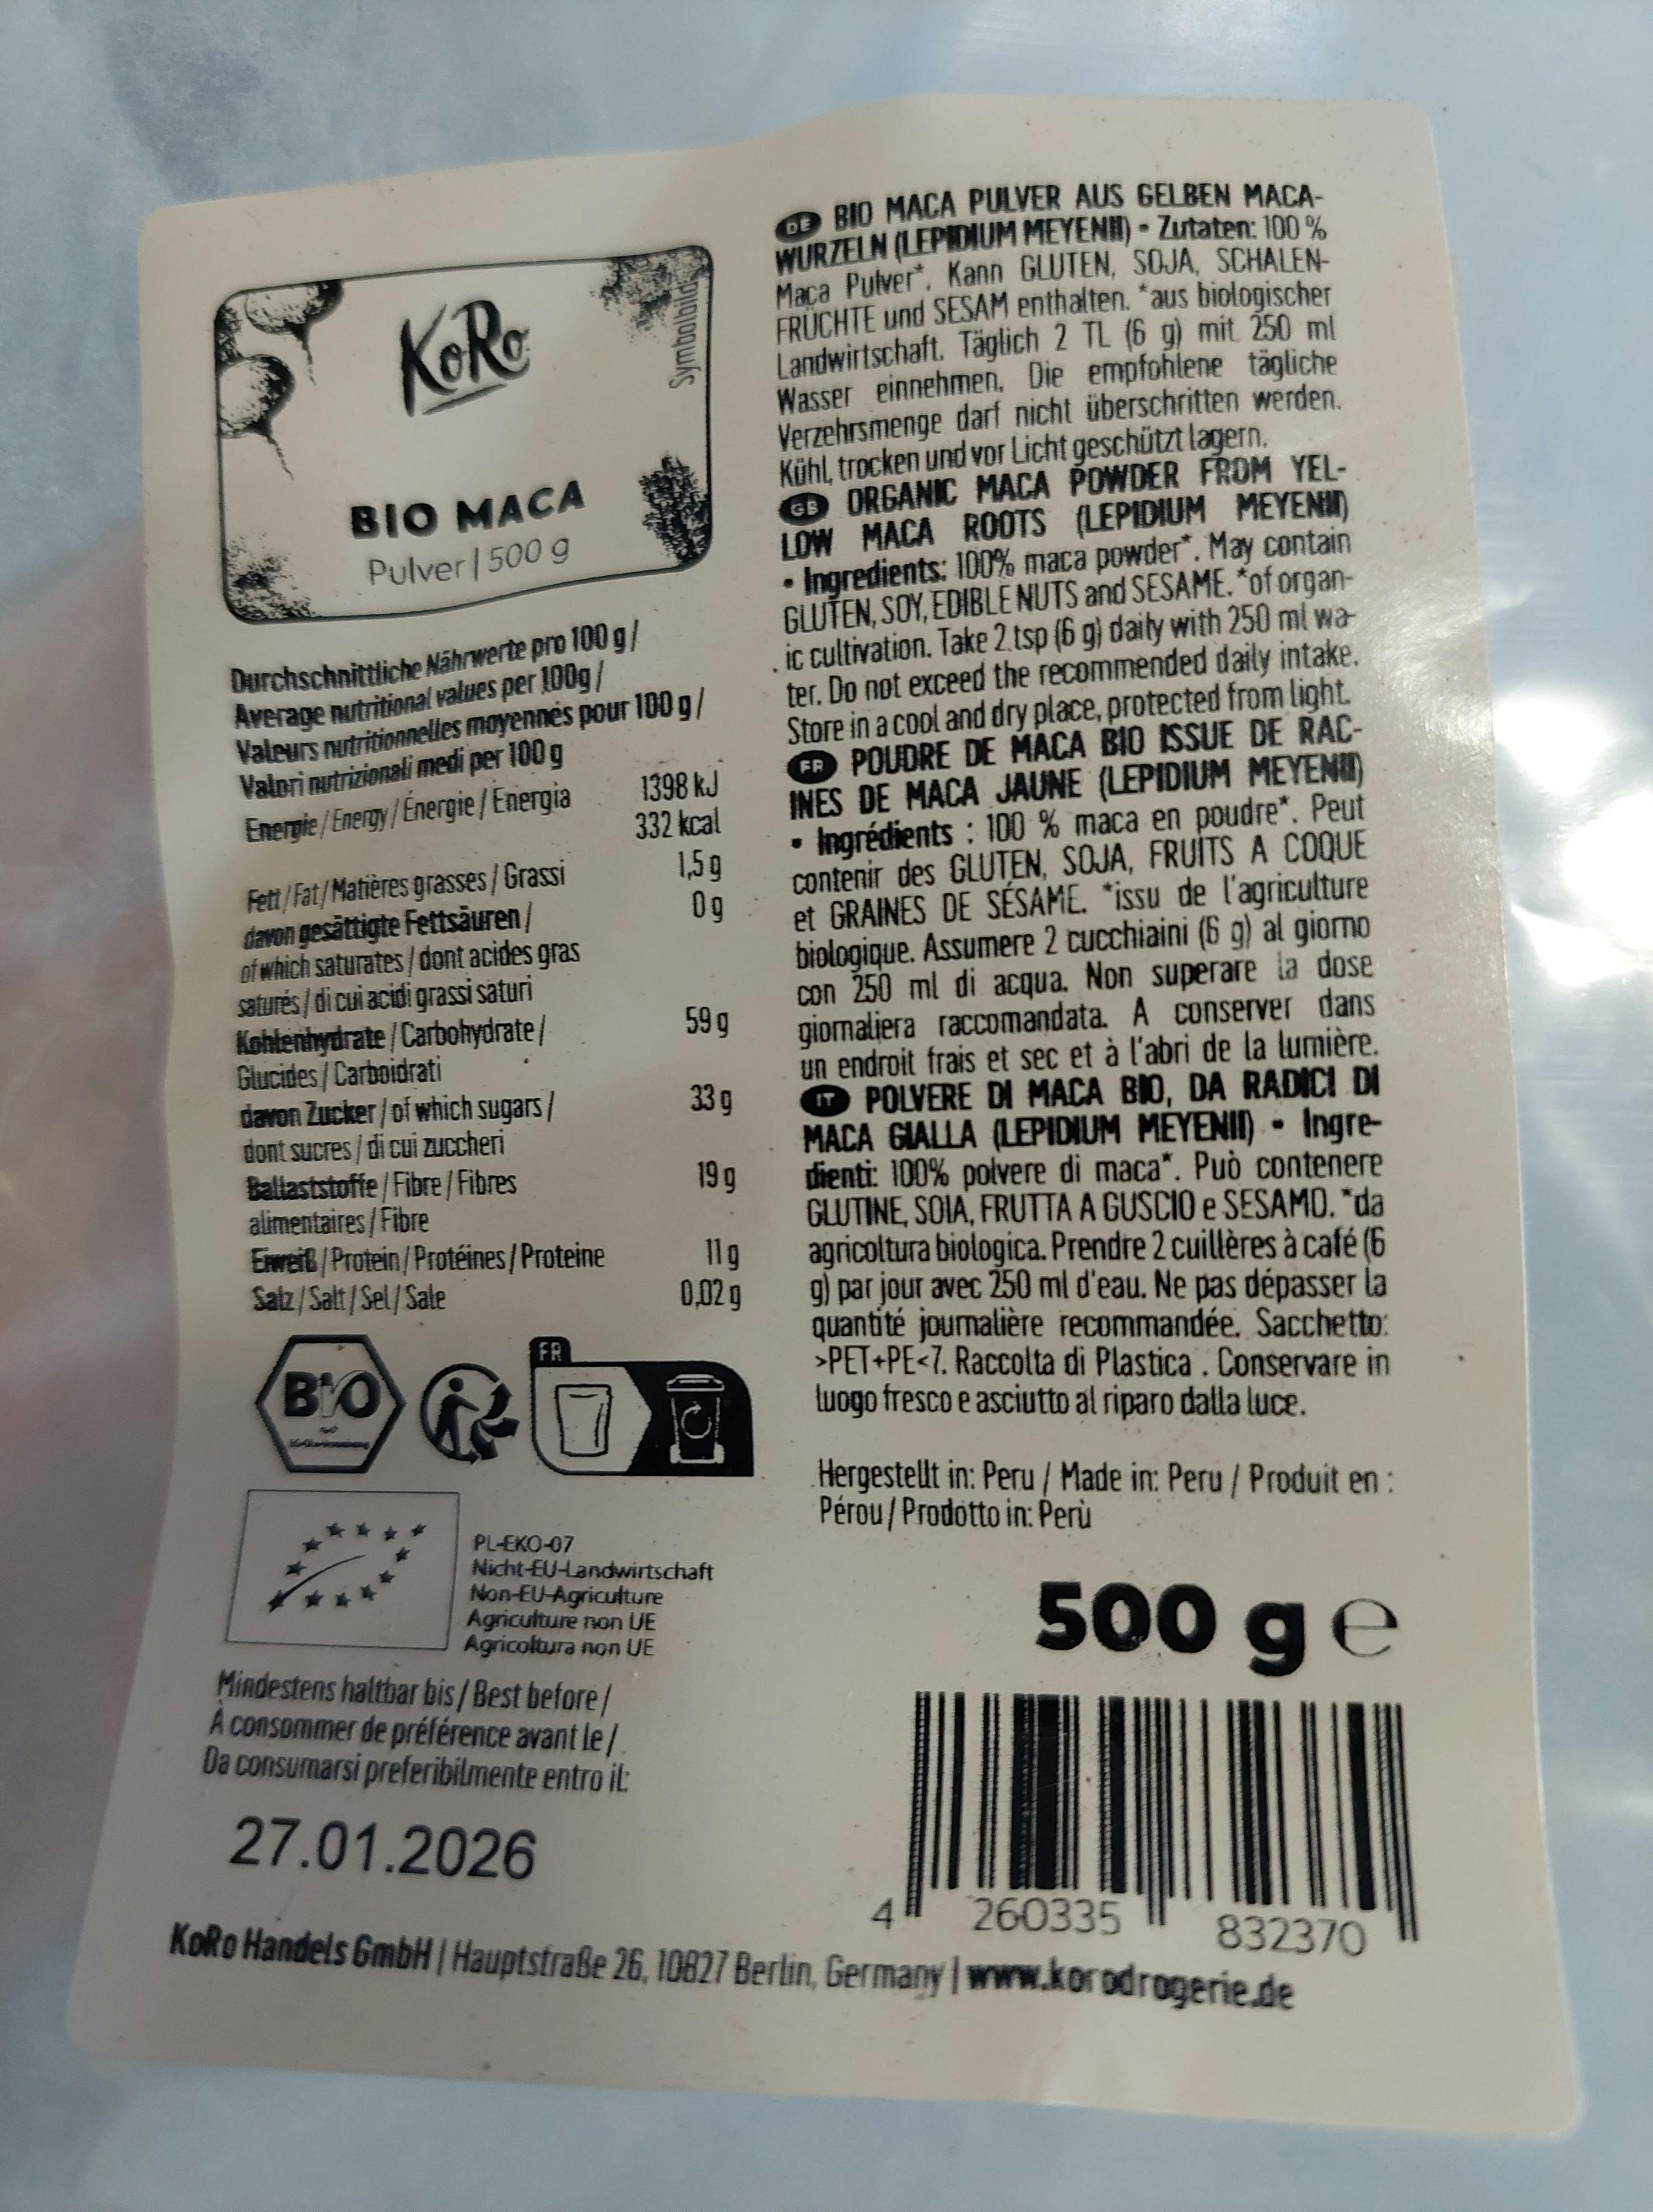 KoRo
Symbolbild
BIO MACA
Pulver | 500 g
Durchschnittliche Nährwerte pro 100 g /
Average nutritional values per 100g /
Valeurs nutritionnelles moyennes pour 100 g /
Valori nutrizionali medi per 100 g
Energie / Energy / Énergie / Energia 1398 kJ
332 kcal
Fett / Fat / Matières grasses / Grassi 1,5 g
davon gesättigte Fettsäuren / 0 g
of which saturates / dont acides gras
saturés / di cui acidi grassi saturi
Kohlenhydrate / Carbohydrate / 59 g
Glucides / Carboidrati
davon Zucker / of which sugars / 33 g
dont sucres / di cui zuccheri
Ballaststoffe / Fibre / Fibres 19 g
alimentaires / Fibre
Eiweiß / Protein / Protéines / Proteine 11 g
Salz / Salt / Sel / Sale 0,02 g
BIO
FR
PL-EKO-07
Nicht-EU-Landwirtschaft
Non-EU-Agriculture
Agriculture non UE
Agricoltura non UE
Mindestens haltbar bis / Best before /
À consommer de préférence avant le /
Da consumarsi preferibilmente entro il:
27.01.2026
DE BIO MACA PULVER AUS GELBEN MACA-
WURZELN (LEPIDIUM MEYENII) • Zutaten: 100 %
Maca Pulver*. Kann GLUTEN, SOJA, SCHALEN-
FRÜCHTE und SESAM enthalten. *aus biologischer
Landwirtschaft. Täglich 2 TL (6 g) mit 250 ml
Wasser einnehmen. Die empfohlene tägliche
Verzehrsmenge darf nicht überschritten werden.
Kühl, trocken und vor Licht geschützt lagern.
GB ORGANIC MACA POWDER FROM YEL-
LOW MACA ROOTS (LEPIDIUM MEYENII)
• Ingredients: 100% maca powder*. May contain
GLUTEN, SOY, EDIBLE NUTS and SESAME. *of organ-
ic cultivation. Take 2 tsp (6 g) daily with 250 ml wa-
ter. Do not exceed the recommended daily intake.
Store in a cool and dry place, protected from light.
FR POUDRE DE MACA BIO ISSUE DE RAC-
INES DE MACA JAUNE (LEPIDIUM MEYENII)
• Ingrédients : 100 % maca en poudre*. Peut
contenir des GLUTEN, SOJA, FRUITS A COQUE
et GRAINES DE SÉSAME. *issu de l'agriculture
biologique. Assumere 2 cucchiaini (6 g) al giorno
con 250 ml di acqua. Non superare la dose
giornaliera raccomandata. A conserver dans
un endroit frais et sec et à l'abri de la lumière.
IT POLVERE DI MACA BIO, DA RADICI DI
MACA GIALLA (LEPIDIUM MEYENII) • Ingre-
dienti: 100% polvere di maca*. Può contenere
GLUTINE, SOIA, FRUTTA A GUSCIO e SESAMO. *da
agricoltura biologica. Prendre 2 cuillères à café (6
g) par jour avec 250 ml d'eau. Ne pas dépasser la
quantité journalière recommandée. Sacchetto:
>PET+PE<7. Raccolta di Plastica . Conservare in
luogo fresco e asciutto al riparo dalla luce.
Hergestellt in: Peru / Made in: Peru / Produit en :
Pérou / Prodotto in: Perù
500 g e
4 260335 832370
KoRo Handels GmbH | Hauptstraße 26, 10827 Berlin, Germany | www.korodrogerie.de